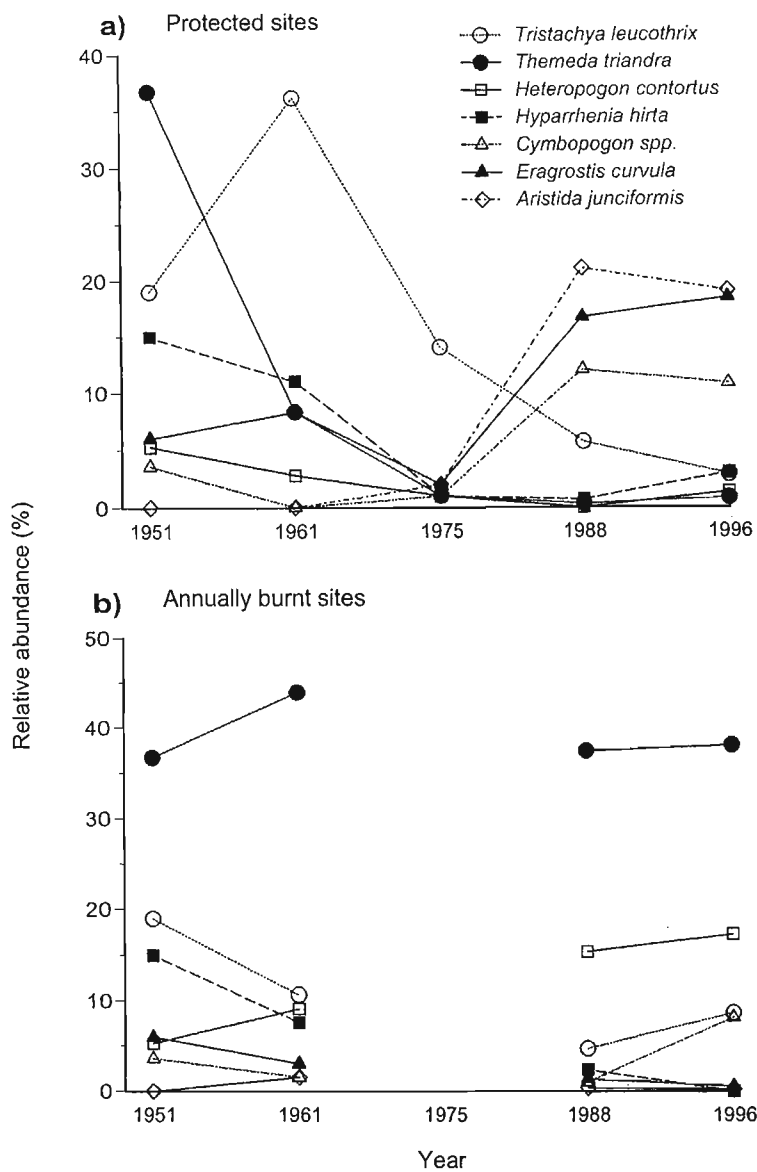 a) Protected sites
Tristachya leucothrix
Themeda triandra
Heteropogon contortus
Hyparrhenia hirta
Cymbopogon spp.
Eragrostis curvula
Aristida junciformis
40
30
20
10
0
1951 1961 1975 1988 1996
b) Annually burnt sites
50
40
30
20
10
0
1951 1961 1975 1988 1996
Relative abundance (%)
Year